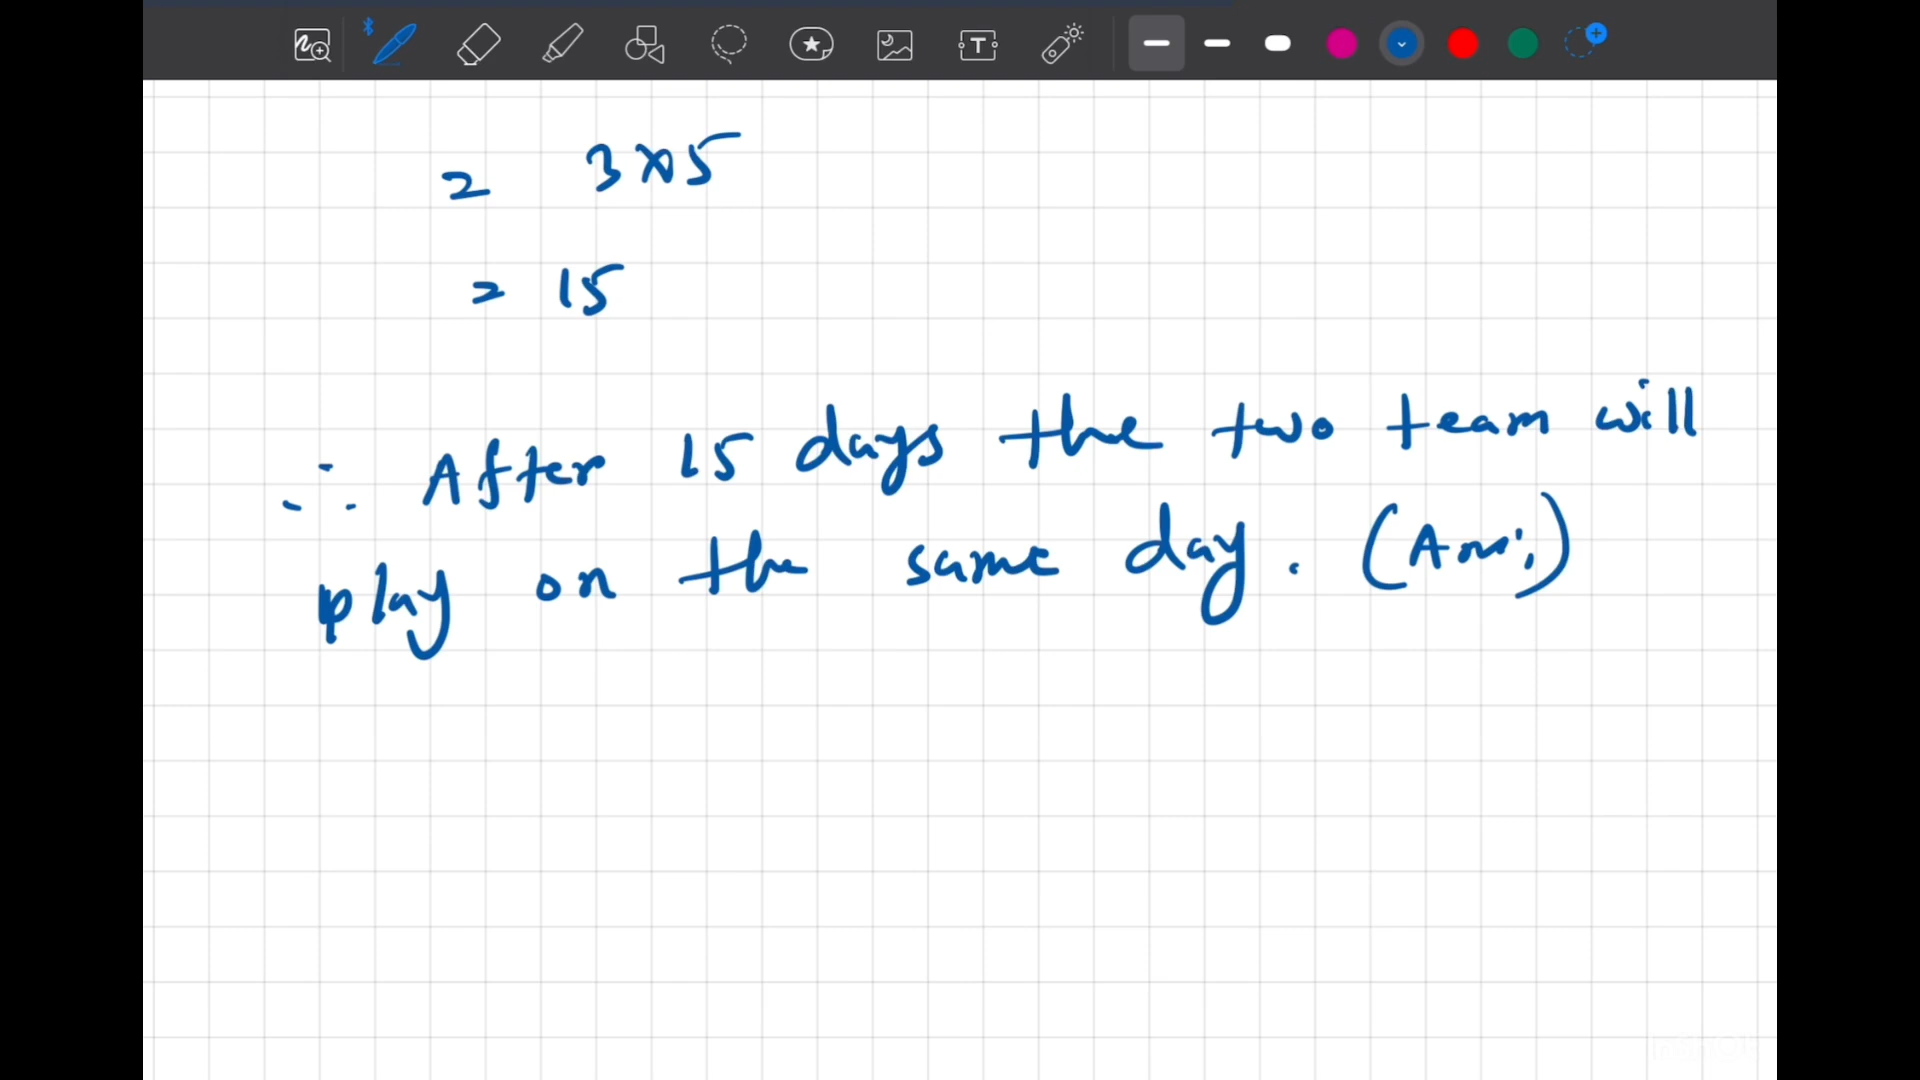 = 3×5
= 15
∴ After 15 days the two team will
play on the same day. (Ans:)